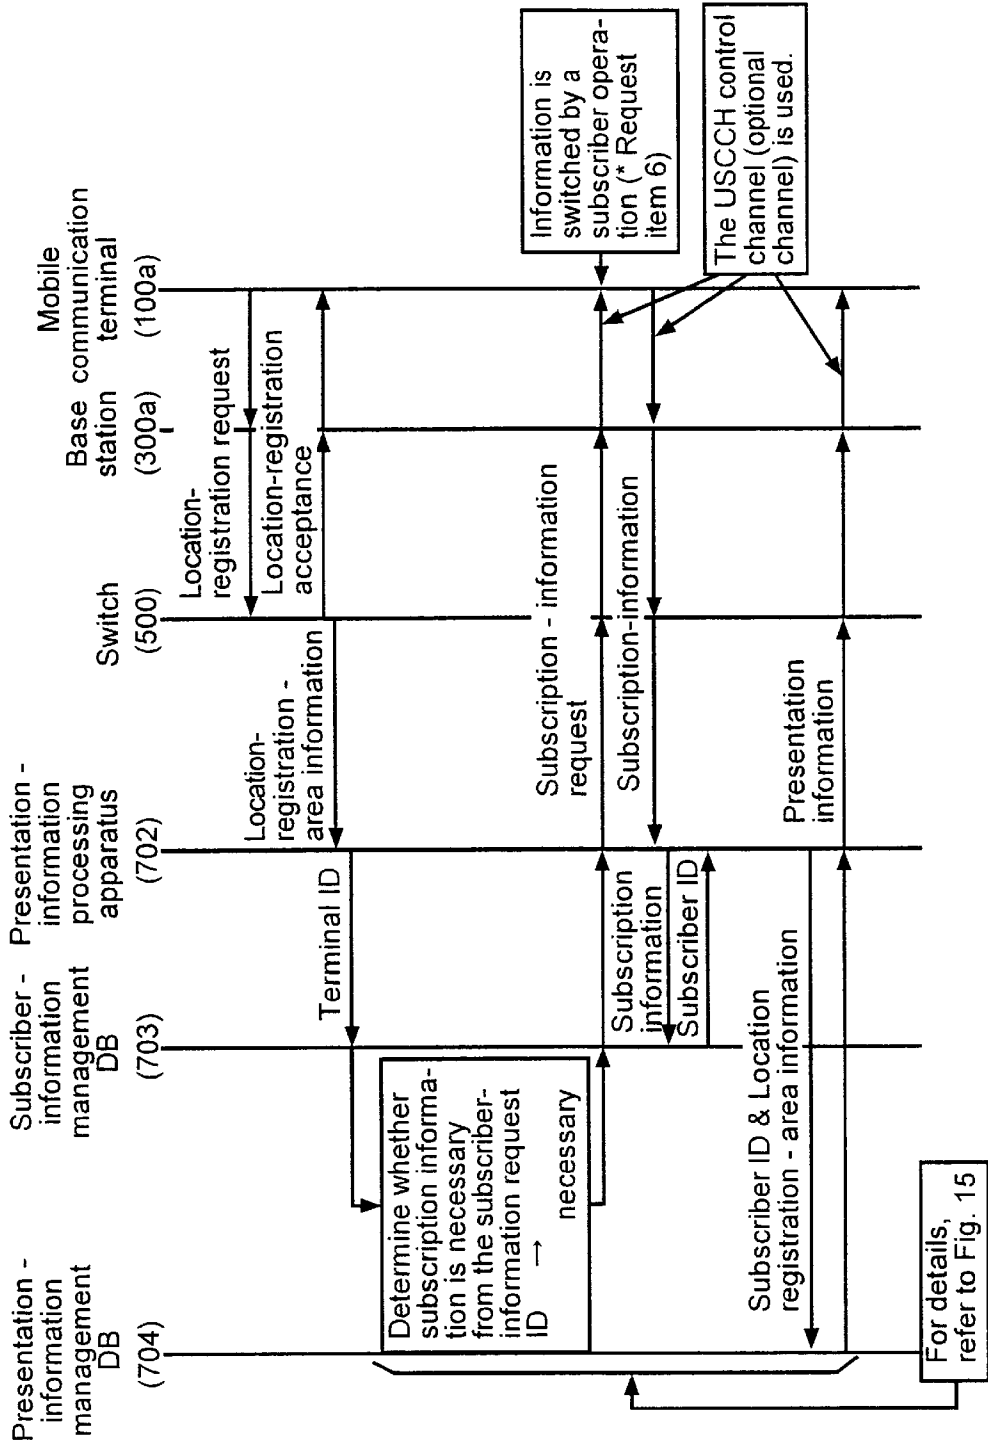 Presentation -
information
management
DB
(704)
Subscriber -
information
management
DB
(703)
Presentation -
information
processing
apparatus
(702)
Switch
(500)
Base
station
(300a)
Mobile
communication
terminal
(100a)
Location-
registration request
Location-registration
acceptance
Location-
registration -
area information
Terminal ID
Determine whether
subscription informa-
tion is necessary
from the subscriber-
information request
ID →
necessary
Subscription - information
request
Information is
switched by a
subscriber opera-
tion (* Request
item 6)
Subscription-information
The USCCH control
channel (optional
channel) is used.
Subscription
information
Subscriber ID
Subscriber ID & Location
registration - area information
Presentation
information
For details,
refer to Fig. 15